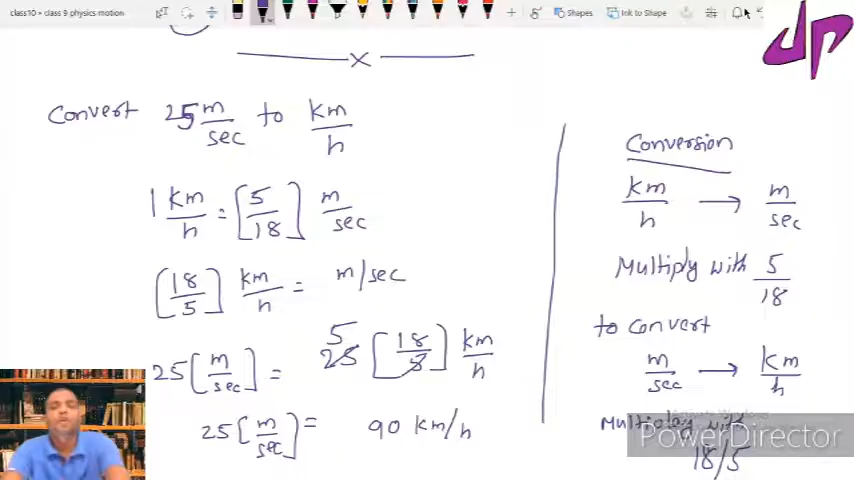 class10 » class 9 physics motion
Shapes
Ink to Shape
dp
x
Convert 25 m/sec to km/h
1 km/h = [5/18] m/sec
[18/5] km/h = m/sec
25 [m/sec] = 25 5 [18/5] km/h
25 [m/sec] = 90 km/h
Conversion
km/h → m/sec
Multiply with 5/18
to convert
m/sec → km/h
Multiply with
18/5
PowerDirector